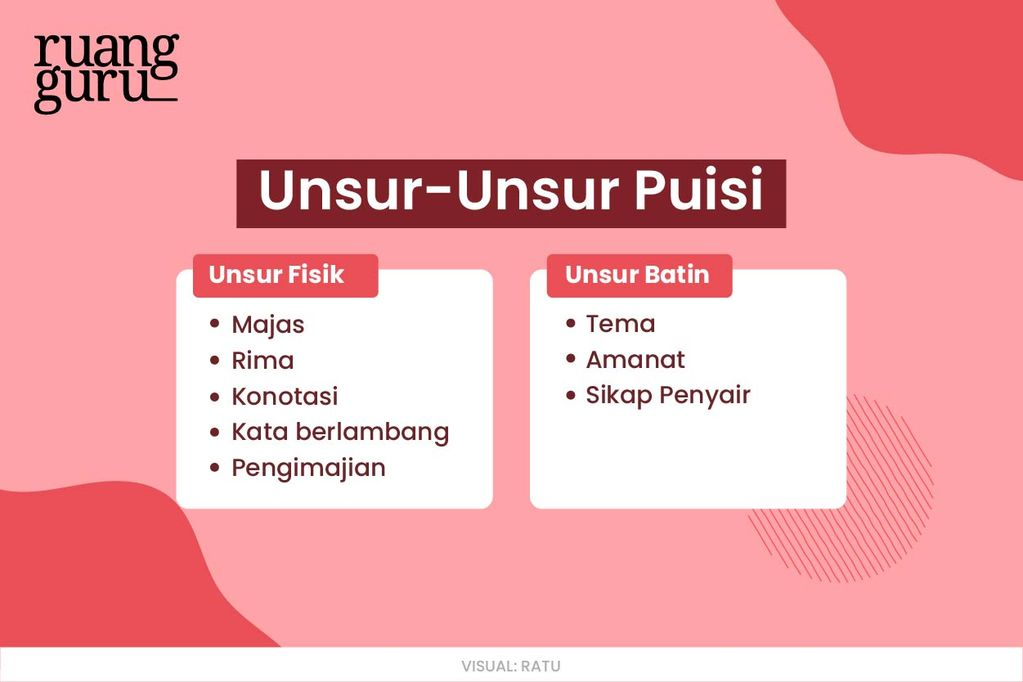 ruang
guru
Unsur-Unsur Puisi
Unsur Fisik
• Majas
• Rima
• Konotasi
• Kata berlambang
• Pengimajian
Unsur Batin
• Tema
• Amanat
• Sikap Penyair
VISUAL: RATU